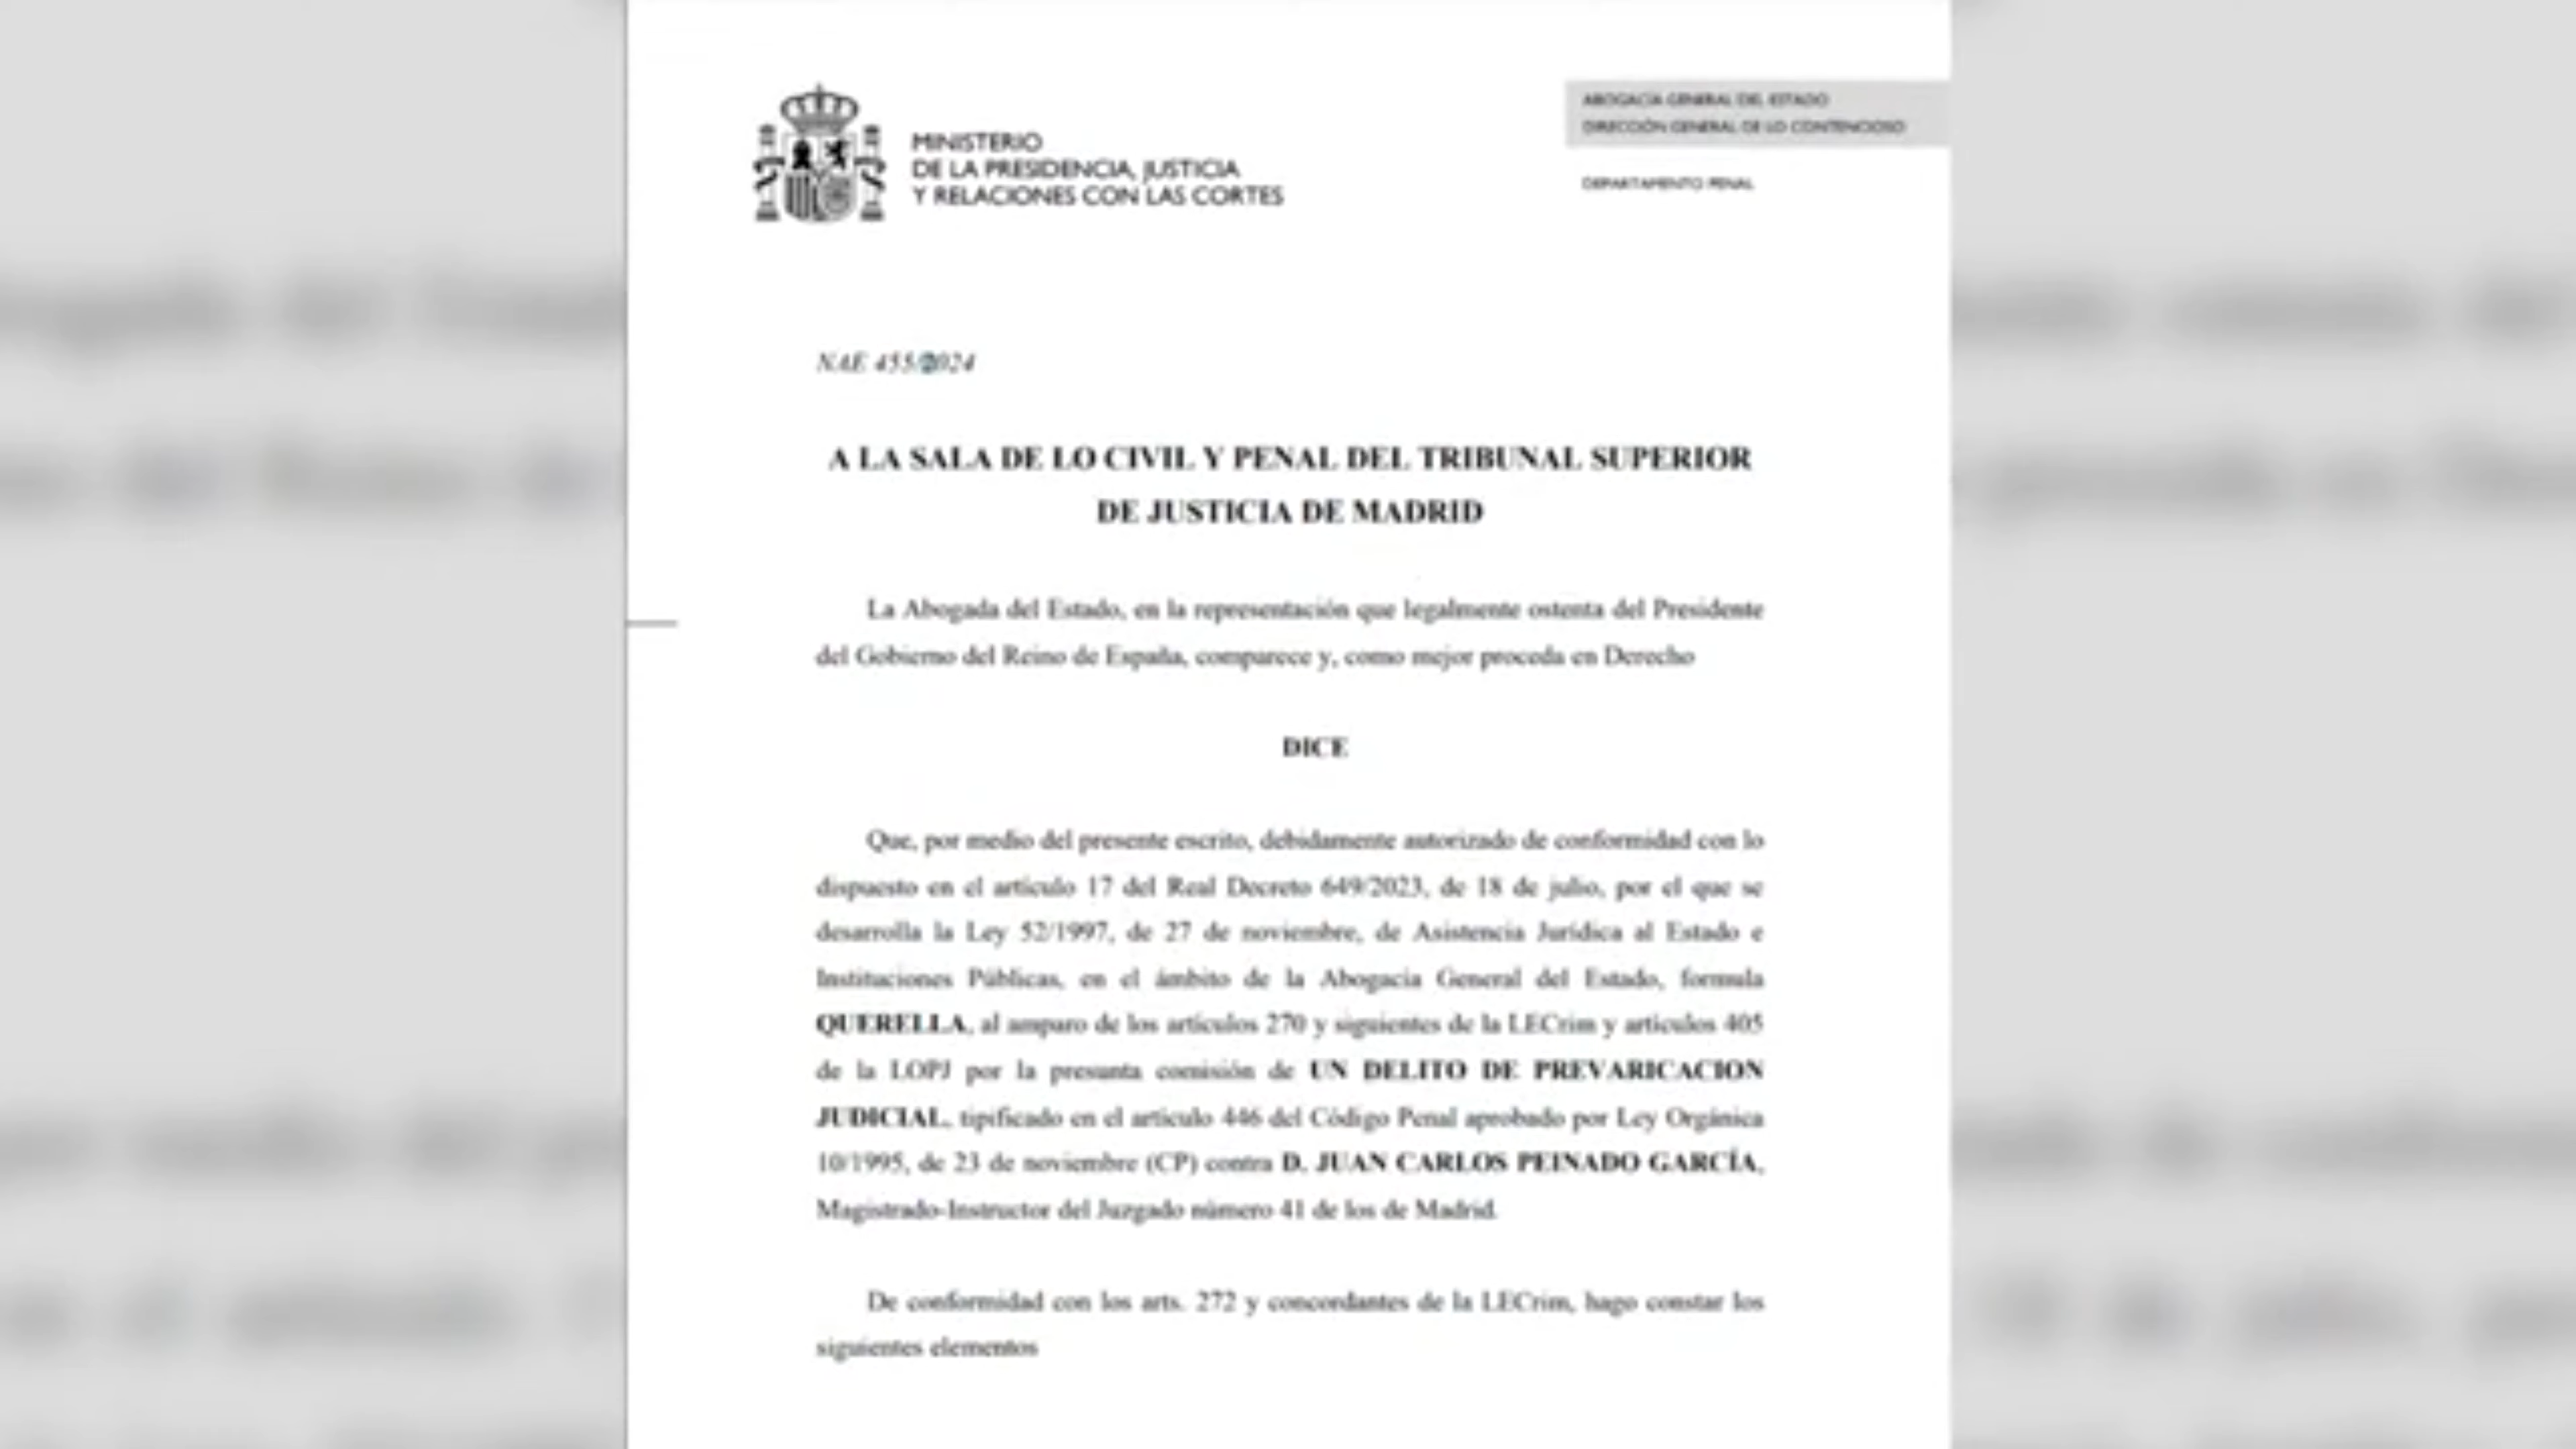 MINISTERIO
DE LA PRESIDENCIA, JUSTICIA
Y RELACIONES CON LAS CORTES
ABOGACÍA GENERAL DEL ESTADO
DIRECCIÓN GENERAL DE LO CONTENCIOSO
DEPARTAMENTO PENAL
NAE 455/2024
A LA SALA DE LO CIVIL Y PENAL DEL TRIBUNAL SUPERIOR
DE JUSTICIA DE MADRID
La Abogada del Estado, en la representación que legalmente ostenta del Presidente
del Gobierno del Reino de España, comparece y, como mejor proceda en Derecho
DICE
Que, por medio del presente escrito, debidamente autorizado de conformidad con lo
dispuesto en el artículo 17 del Real Decreto 649/2023, de 18 de julio, por el que se
desarrolla la Ley 52/1997, de 27 de noviembre, de Asistencia Jurídica al Estado e
Instituciones Públicas, en el ámbito de la Abogacía General del Estado, formula
QUERELLA, al amparo de los artículos 270 y siguientes de la LECrim y artículos 405
de la LOPJ por la presunta comisión de UN DELITO DE PREVARICACION
JUDICIAL, tipificado en el artículo 446 del Código Penal aprobado por Ley Orgánica
10/1995, de 23 de noviembre (CP) contra D. JUAN CARLOS PEINADO GARCÍA,
Magistrado-Instructor del Juzgado número 41 de los de Madrid.
De conformidad con los arts. 272 y concordantes de la LECrim, hago constar los
siguientes elementos